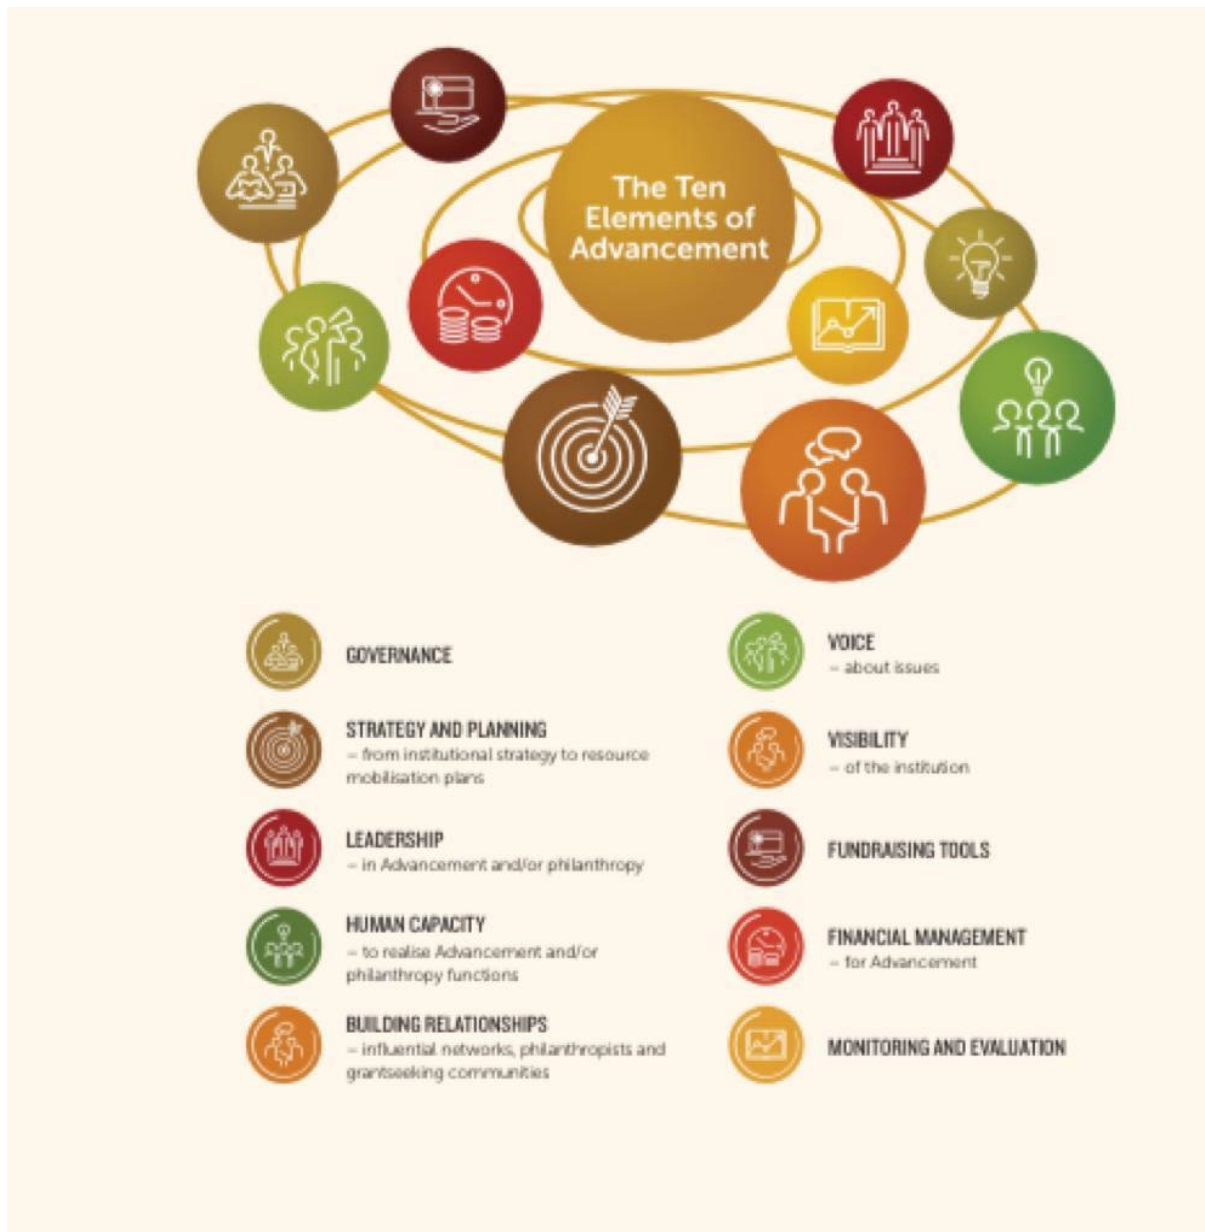 The Ten
Elements of
Advancement
GOVERNANCE
STRATEGY AND PLANNING
– from institutional strategy to resource
mobilisation plans
LEADERSHIP
– in Advancement and/or philanthropy
HUMAN CAPACITY
– to realise Advancement and/or
philanthropy functions
BUILDING RELATIONSHIPS
– influential networks, philanthropists and
grantseeking communities
VOICE
– about issues
VISIBILITY
– of the institution
FUNDRAISING TOOLS
FINANCIAL MANAGEMENT
– for Advancement
MONITORING AND EVALUATION